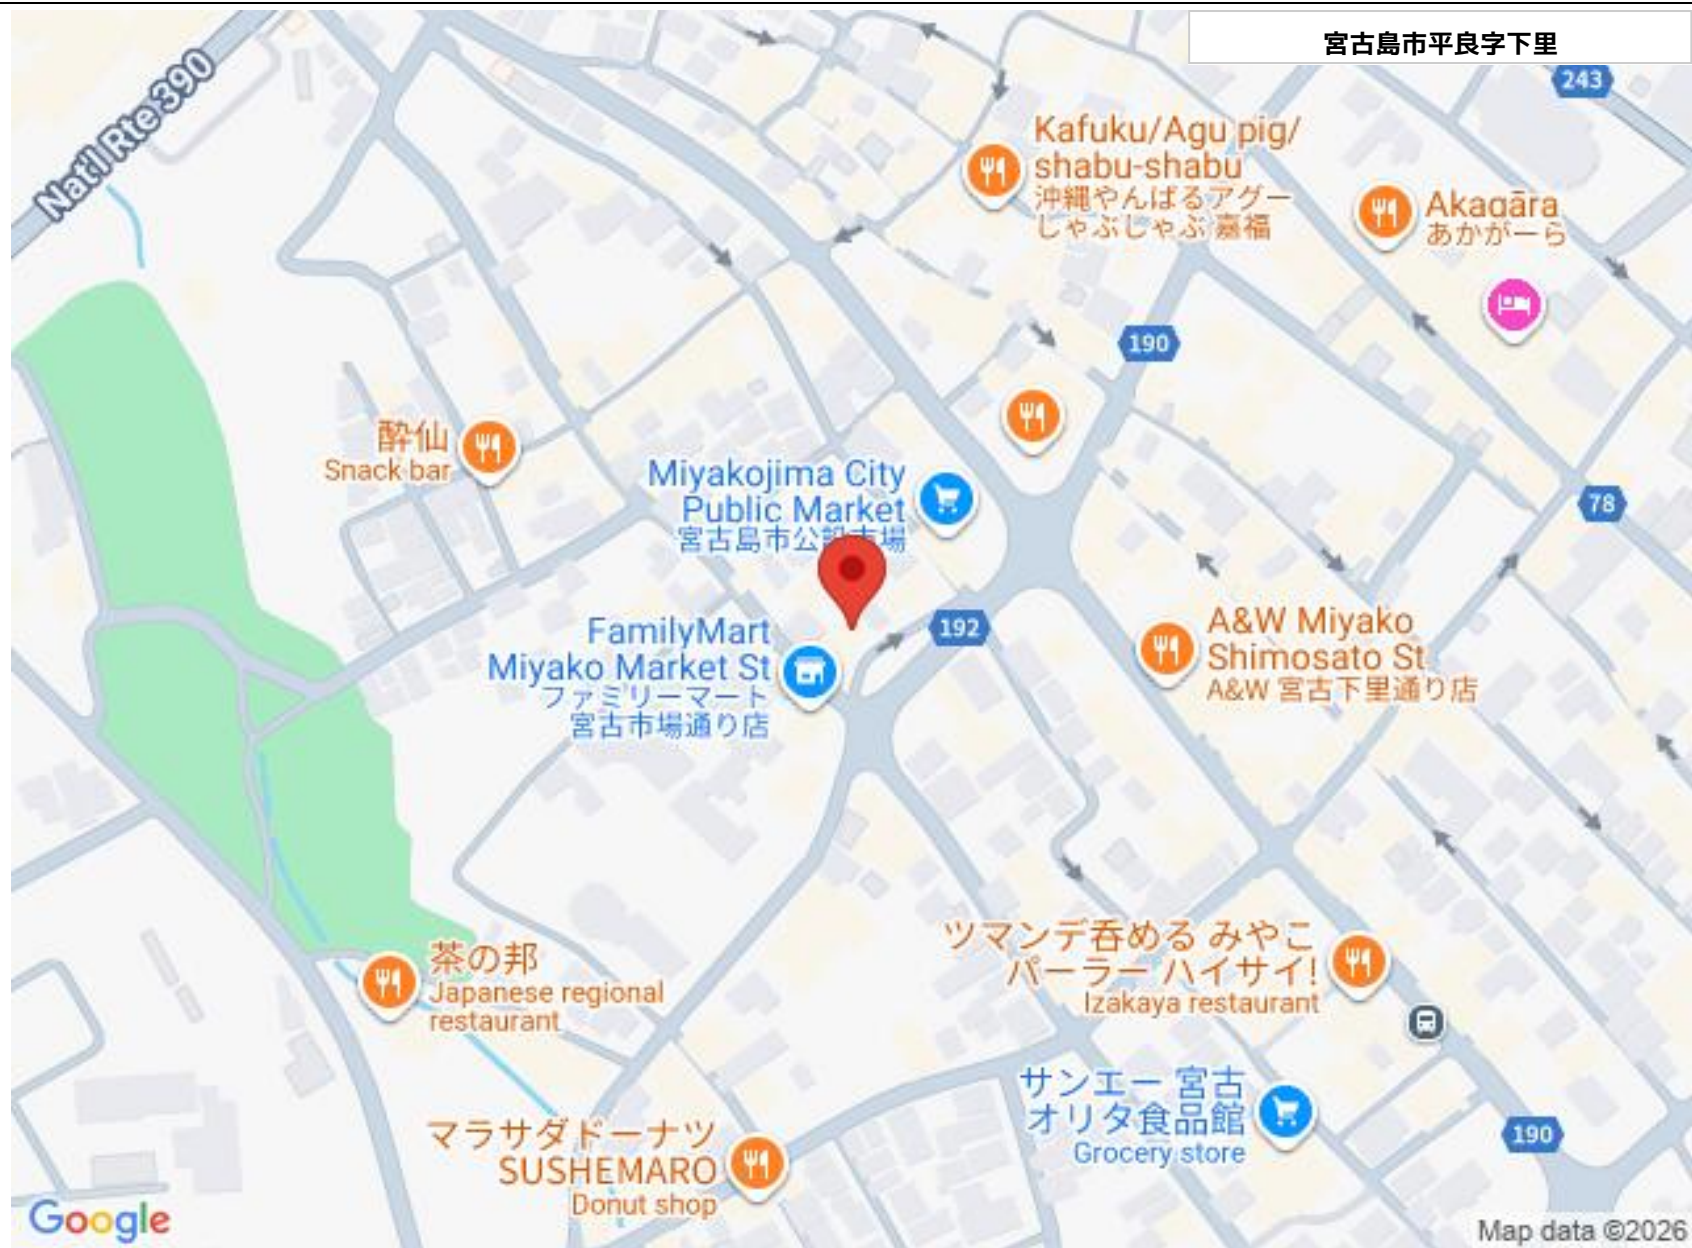 宮古島市平良字下里
243
Nat'l Rte 390
Kafuku/Agu pig/
shabu-shabu
沖縄やんばるアグー
しゃぶしゃぶ 嘉福
Akagāra
あかがーら
190
酔仙
Snack bar
Miyakojima City
Public Market
宮古島市公設市場
78
192
FamilyMart
Miyako Market St
ファミリーマート
宮古市場通り店
A&W Miyako
Shimosato St
A&W 宮古下里通り店
茶の邦
Japanese regional
restaurant
ツマンデ呑める みやこ
パーラー ハイサイ!
Izakaya restaurant
サンエー 宮古
オリタ食品館
Grocery store
マラサダドーナツ
SUSHEMARO
Donut shop
190
Google
Map data ©2026